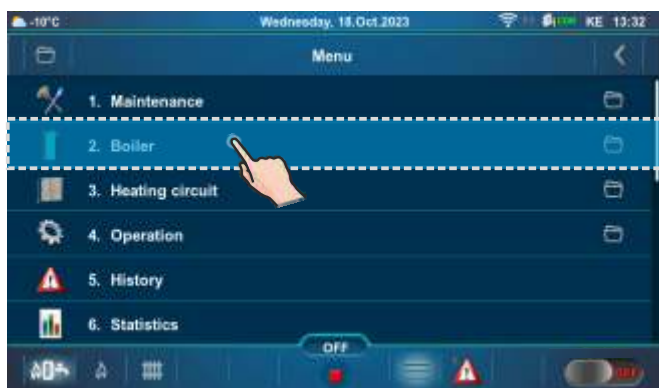 -10°C Wednesday, 18.Oct.2023 KE 13:32
Menu
1. Maintenance
2. Boiler
3. Heating circuit
4. Operation
5. History
6. Statistics
OFF
OFF